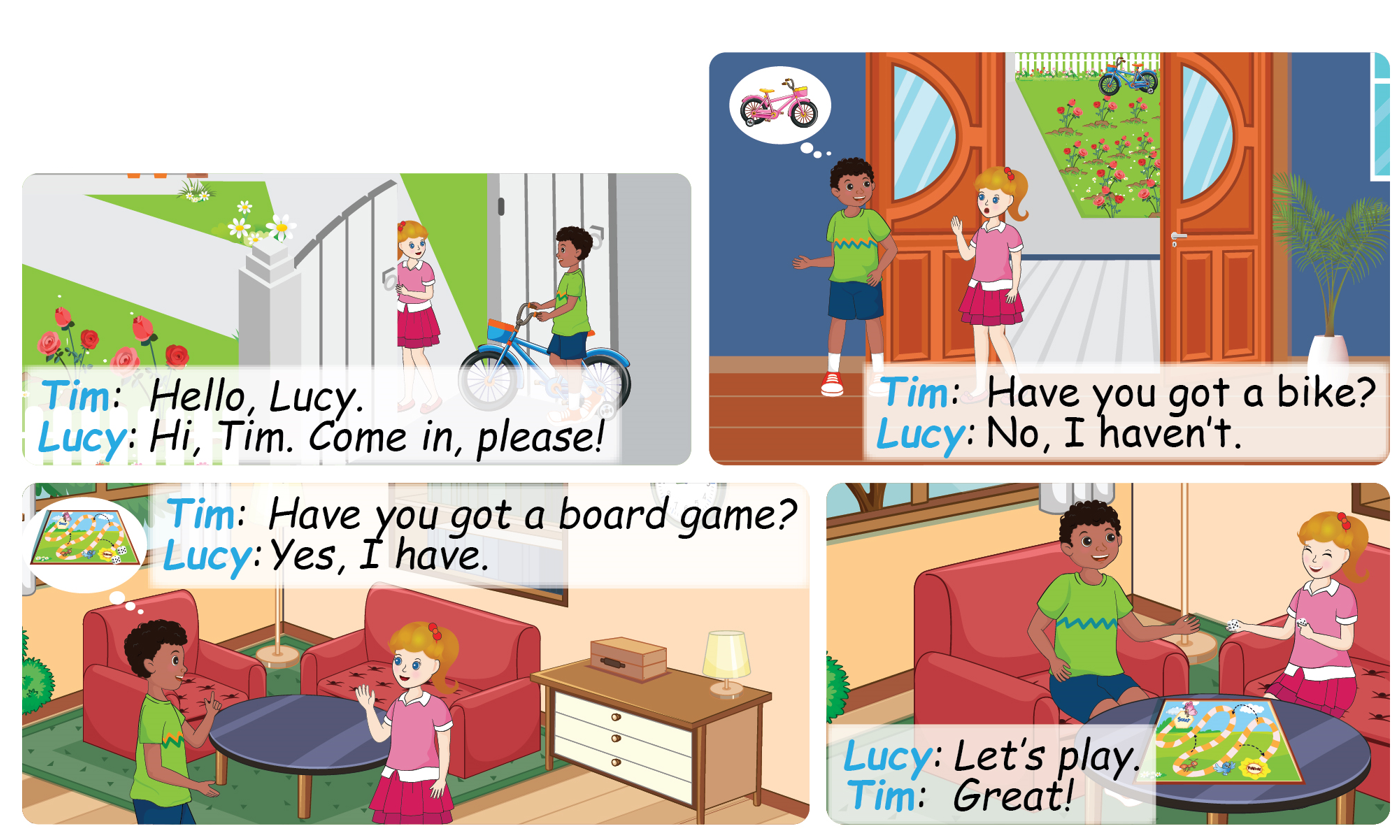 Tim: Hello, Lucy.
Lucy: Hi, Tim. Come in, please!
Tim: Have you got a bike?
Lucy: No, I haven't.
Tim: Have you got a board game?
Lucy: Yes, I have.
Lucy: Let's play.
Tim: Great!